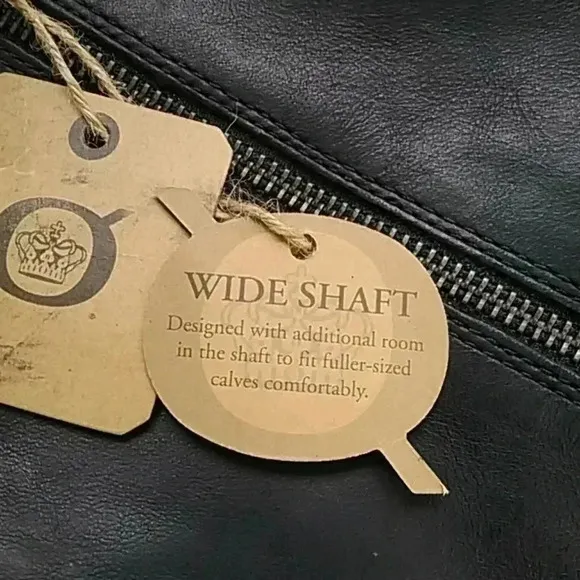 WIDE SHAFT
Designed with additional room
in the shaft to fit fuller-sized
calves comfortably.